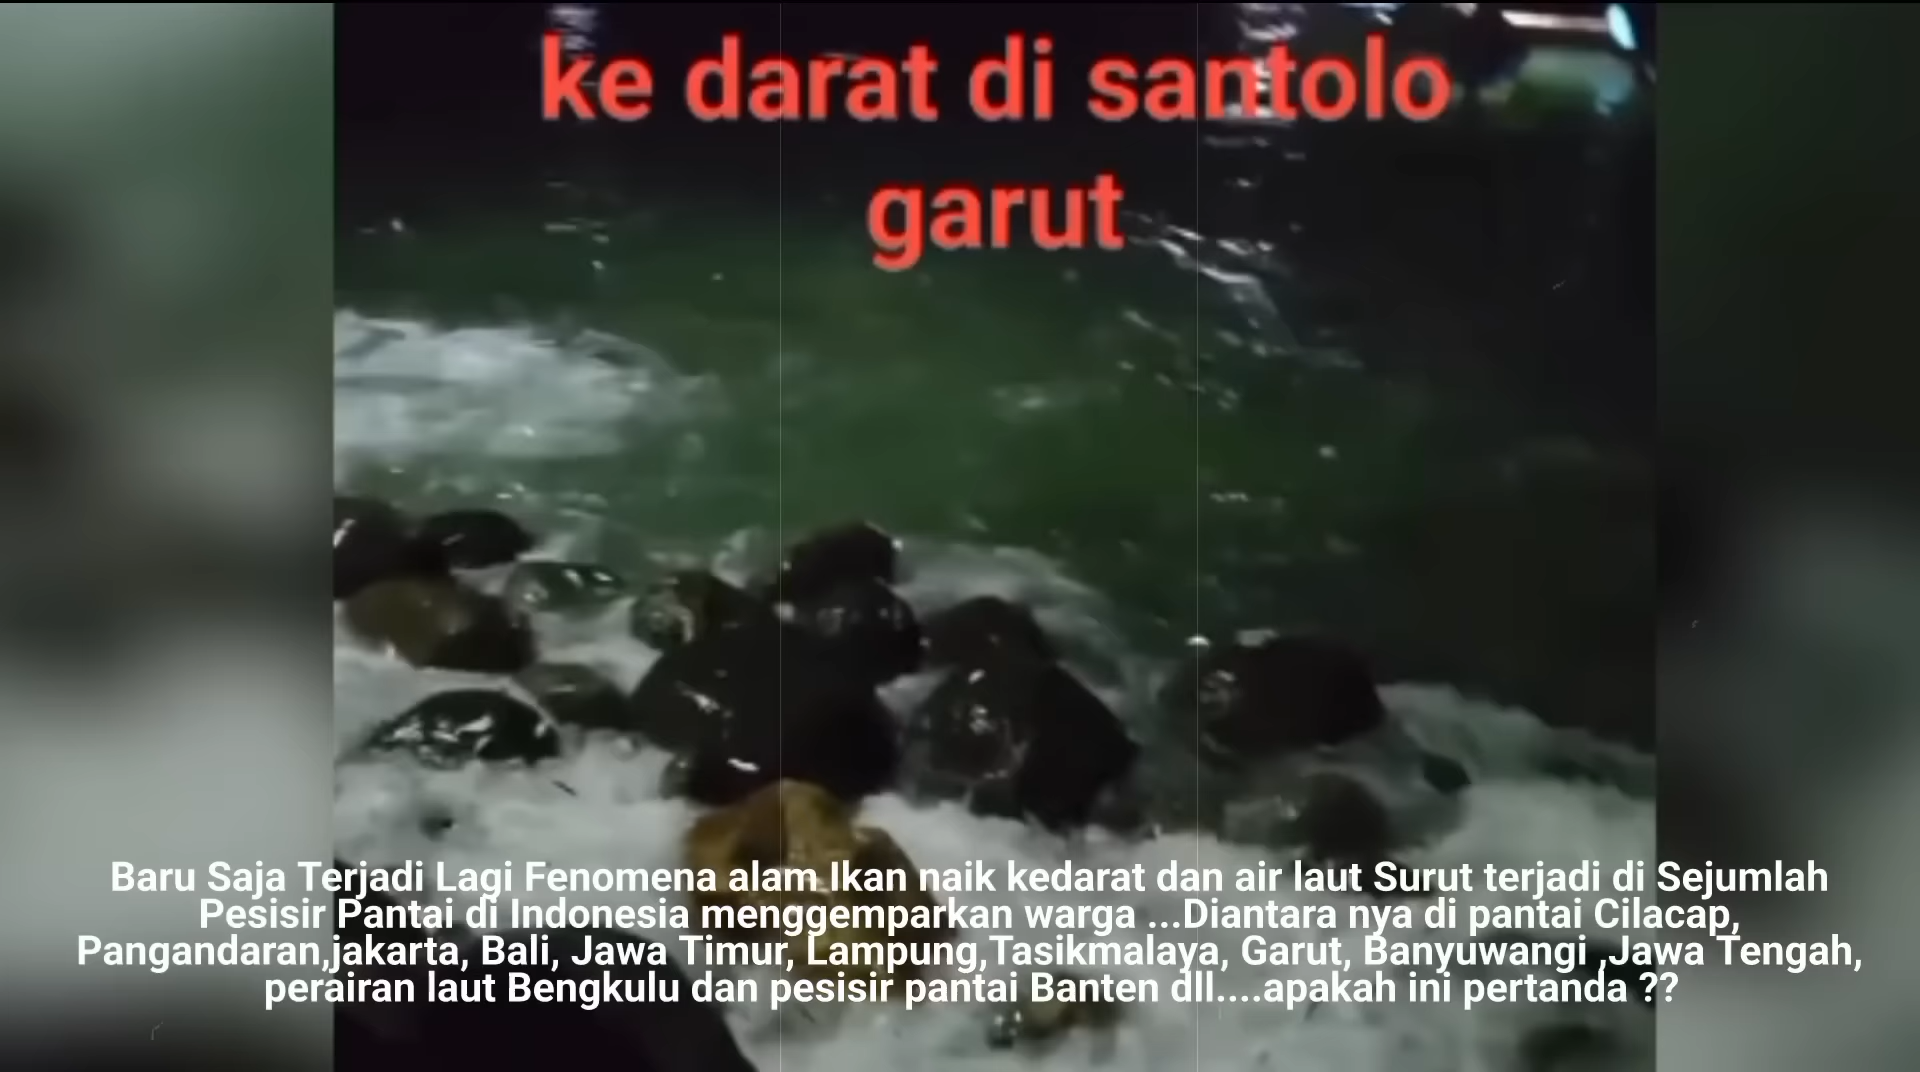 ke darat di santolo
garut
Baru Saja Terjadi Lagi Fenomena alam Ikan naik kedarat dan air laut Surut terjadi di Sejumlah
Pesisir Pantai di Indonesia menggemparkan warga ...Diantara nya di pantai Cilacap,
Pangandaran,jakarta, Bali, Jawa Timur, Lampung,Tasikmalaya, Garut, Banyuwangi ,Jawa Tengah,
perairan laut Bengkulu dan pesisir pantai Banten dll....apakah ini pertanda ??